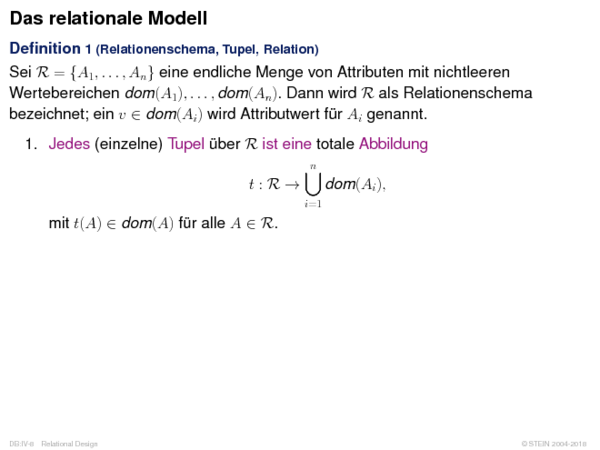 Das relationale Modell
Definition 1 (Relationenschema, Tupel, Relation)
Sei ℛ = {A₁, . . . , Aₙ} eine endliche Menge von Attributen mit nichtleeren
Wertebereichen dom(A₁), . . . , dom(Aₙ). Dann wird ℛ als Relationenschema
bezeichnet; ein v ∈ dom(Aᵢ) wird Attributwert für Aᵢ genannt.
1. Jedes (einzelne) Tupel über ℛ ist eine totale Abbildung
t : ℛ → ⋃ⁿᵢ₌₁ dom(Aᵢ),
mit t(A) ∈ dom(A) für alle A ∈ ℛ.
DB:IV-6 Relational Design © STEIN 2004-2018